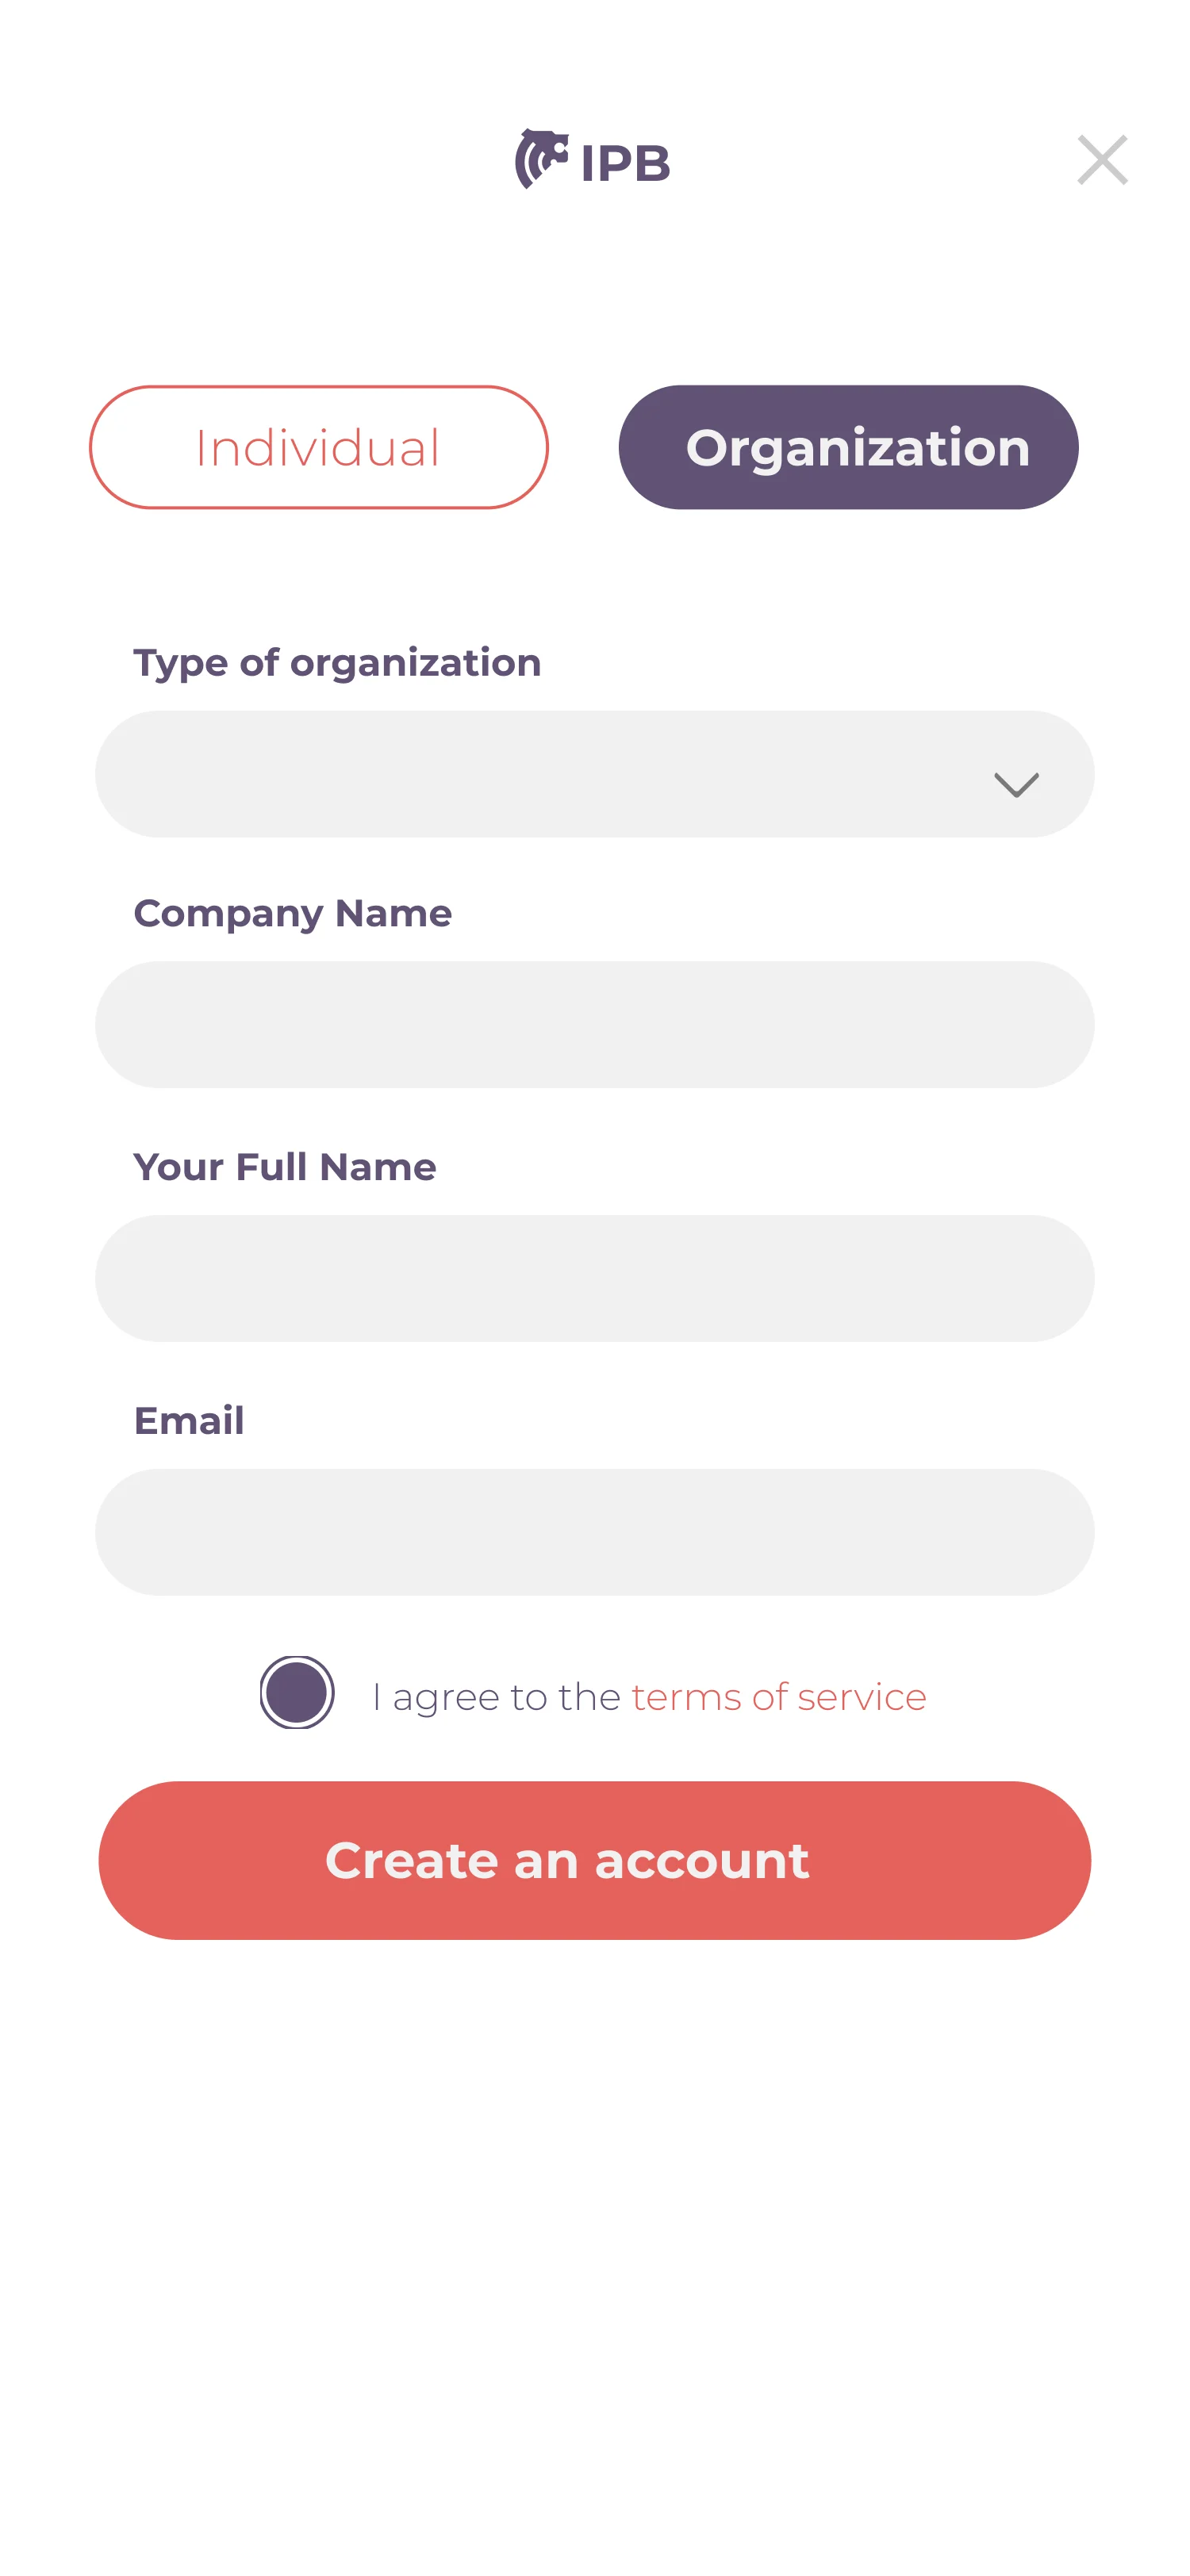 IPB
Individual
Organization
Type of organization
Company Name
Your Full Name
Email
I agree to the terms of service
Create an account